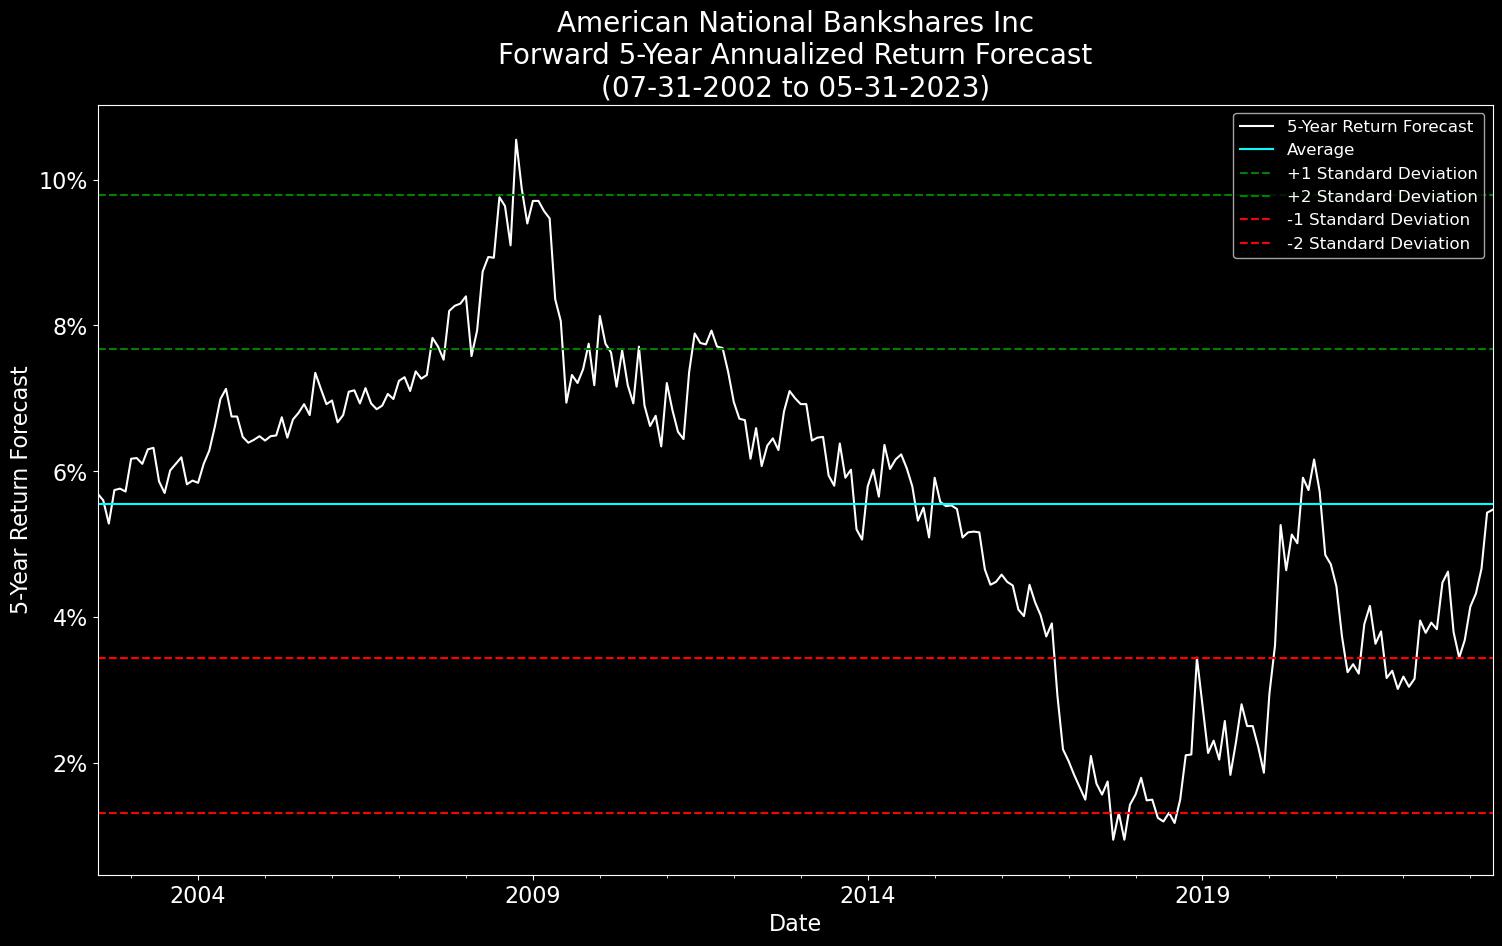 American National Bankshares Inc
Forward 5-Year Annualized Return Forecast
(07-31-2002 to 05-31-2023)
5-Year Return Forecast
Average
+1 Standard Deviation
+2 Standard Deviation
-1 Standard Deviation
-2 Standard Deviation
5-Year Return Forecast
10%
8%
6%
4%
2%
2004
2009
2014
2019
Date